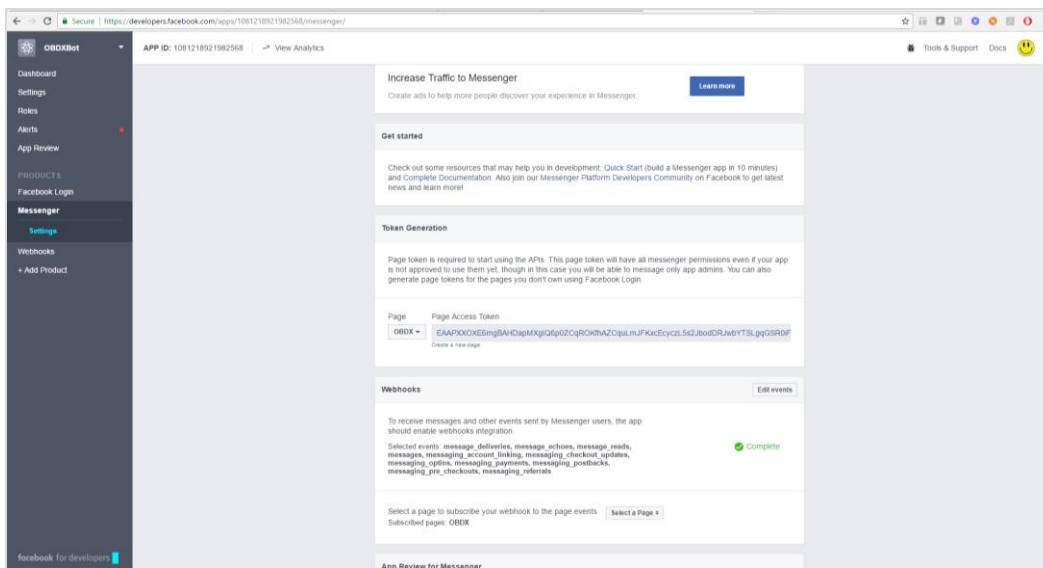 Secure | https://developers.facebook.com/apps/1081218921982568/messenger/
OBDXBot
APP ID: 1081218921982568
View Analytics
Tools & Support
Docs
Dashboard
Settings
Roles
Alerts
App Review
PRODUCTS
Facebook Login
Messenger
Settings
Webhooks
+ Add Product
facebook for developers
Increase Traffic to Messenger
Create ads to help more people discover your experience in Messenger.
Learn more
Get started
Check out some resources that may help you in development: Quick Start (build a Messenger app in 10 minutes)
and Complete Documentation. Also join our Messenger Platform Developers Community on Facebook to get latest
news and learn more!
Token Generation
Page token is required to start using the APIs. This page token will have all messenger permissions even if your app
is not approved to use them yet, though in this case you will be able to message only app admins. You can also
generate page tokens for the pages you don't own using Facebook Login.
Page
Page Access Token
OBDX
Create a new page
Webhooks
Edit events
To receive messages and other events sent by Messenger users, the app
should enable webhooks integration.
Selected events: message_deliveries, message_echoes, message_reads,
messages, messaging_account_linking, messaging_checkout_updates,
messaging_optins, messaging_payments, messaging_postbacks,
messaging_pre_checkouts, messaging_referrals
Complete
Select a page to subscribe your webhook to the page events
Select a Page
Subscribed pages: OBDX
App Review for Messenger